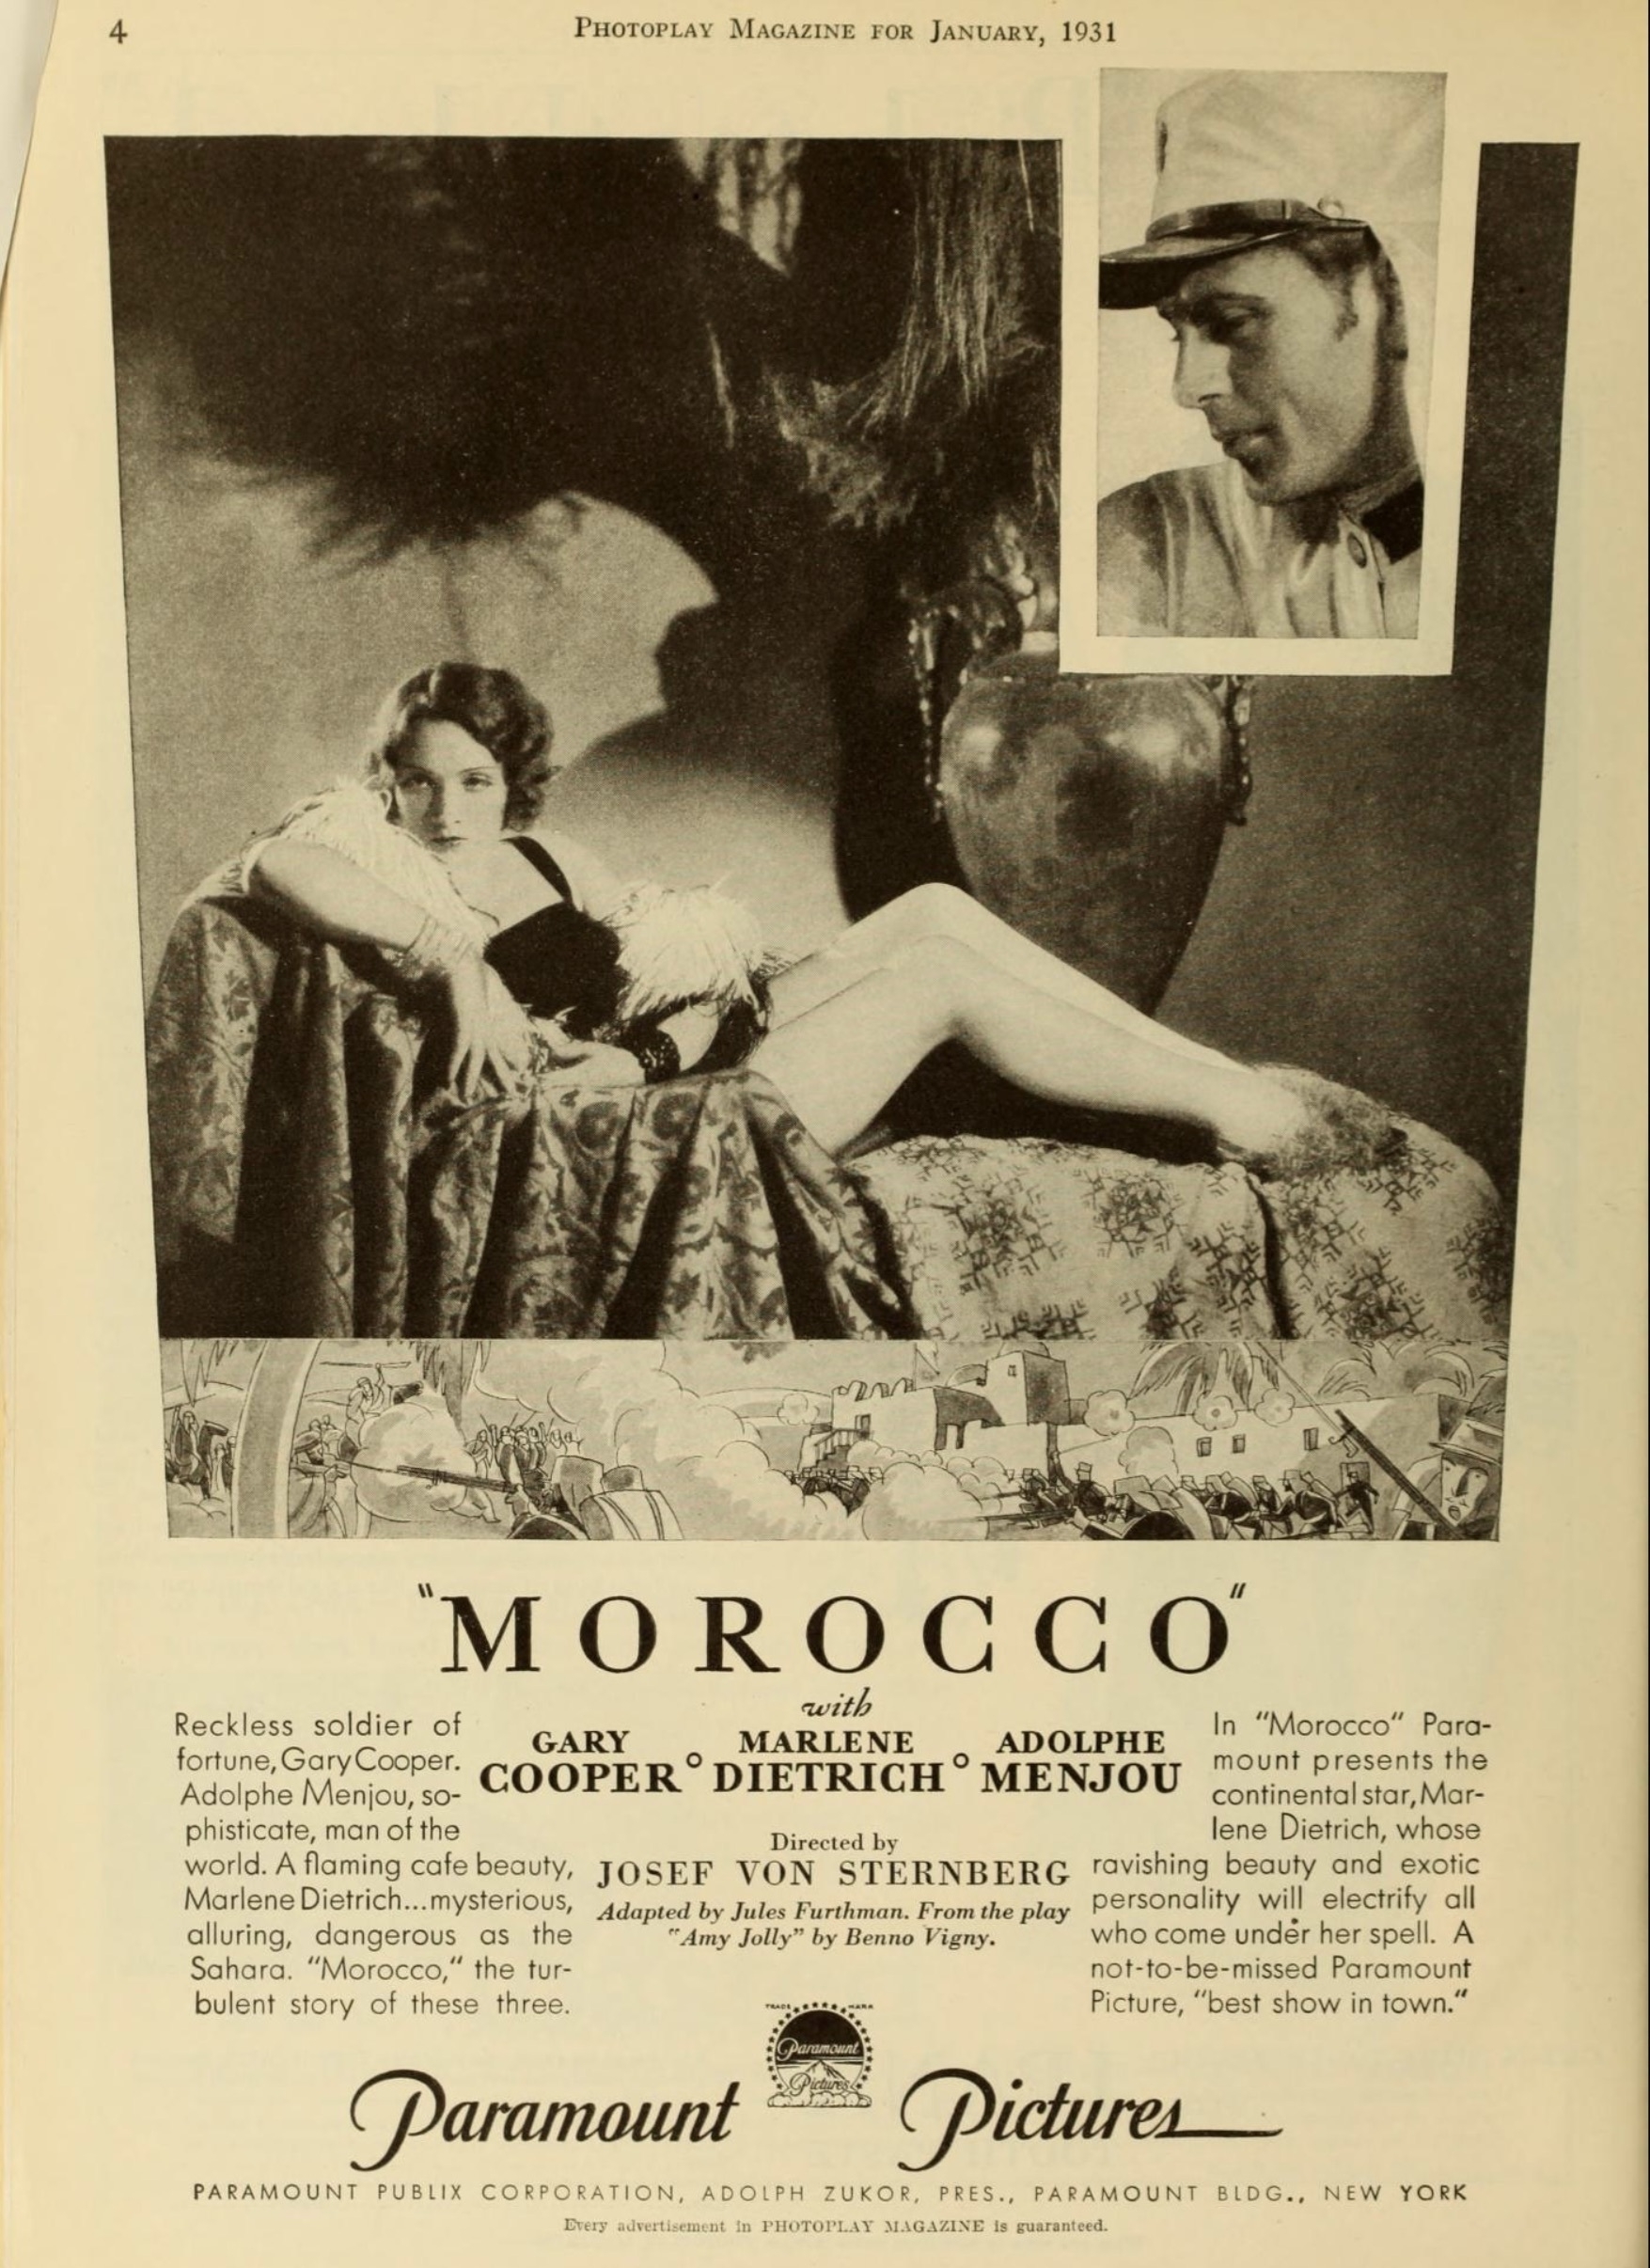 4
PHOTOPLAY MAGAZINE FOR JANUARY, 1931
"MOROCCO"
with
GARY COOPER ° MARLENE DIETRICH ° ADOLPHE MENJOU
Directed by
JOSEF VON STERNBERG
Adapted by Jules Furthman. From the play
"Amy Jolly" by Benno Vigny.
Reckless soldier of
fortune, Gary Cooper.
Adolphe Menjou, so-
phisticate, man of the
world. A flaming cafe beauty,
Marlene Dietrich...mysterious,
alluring, dangerous as the
Sahara. "Morocco," the tur-
bulent story of these three.
In "Morocco" Para-
mount presents the
continental star, Mar-
lene Dietrich, whose
ravishing beauty and exotic
personality will electrify all
who come under her spell. A
not-to-be-missed Paramount
Picture, "best show in town."
TRADE MARK
Paramount
Pictures
Paramount Pictures
PARAMOUNT PUBLIX CORPORATION, ADOLPH ZUKOR, PRES., PARAMOUNT BLDG., NEW YORK
Every advertisement in PHOTOPLAY MAGAZINE is guaranteed.